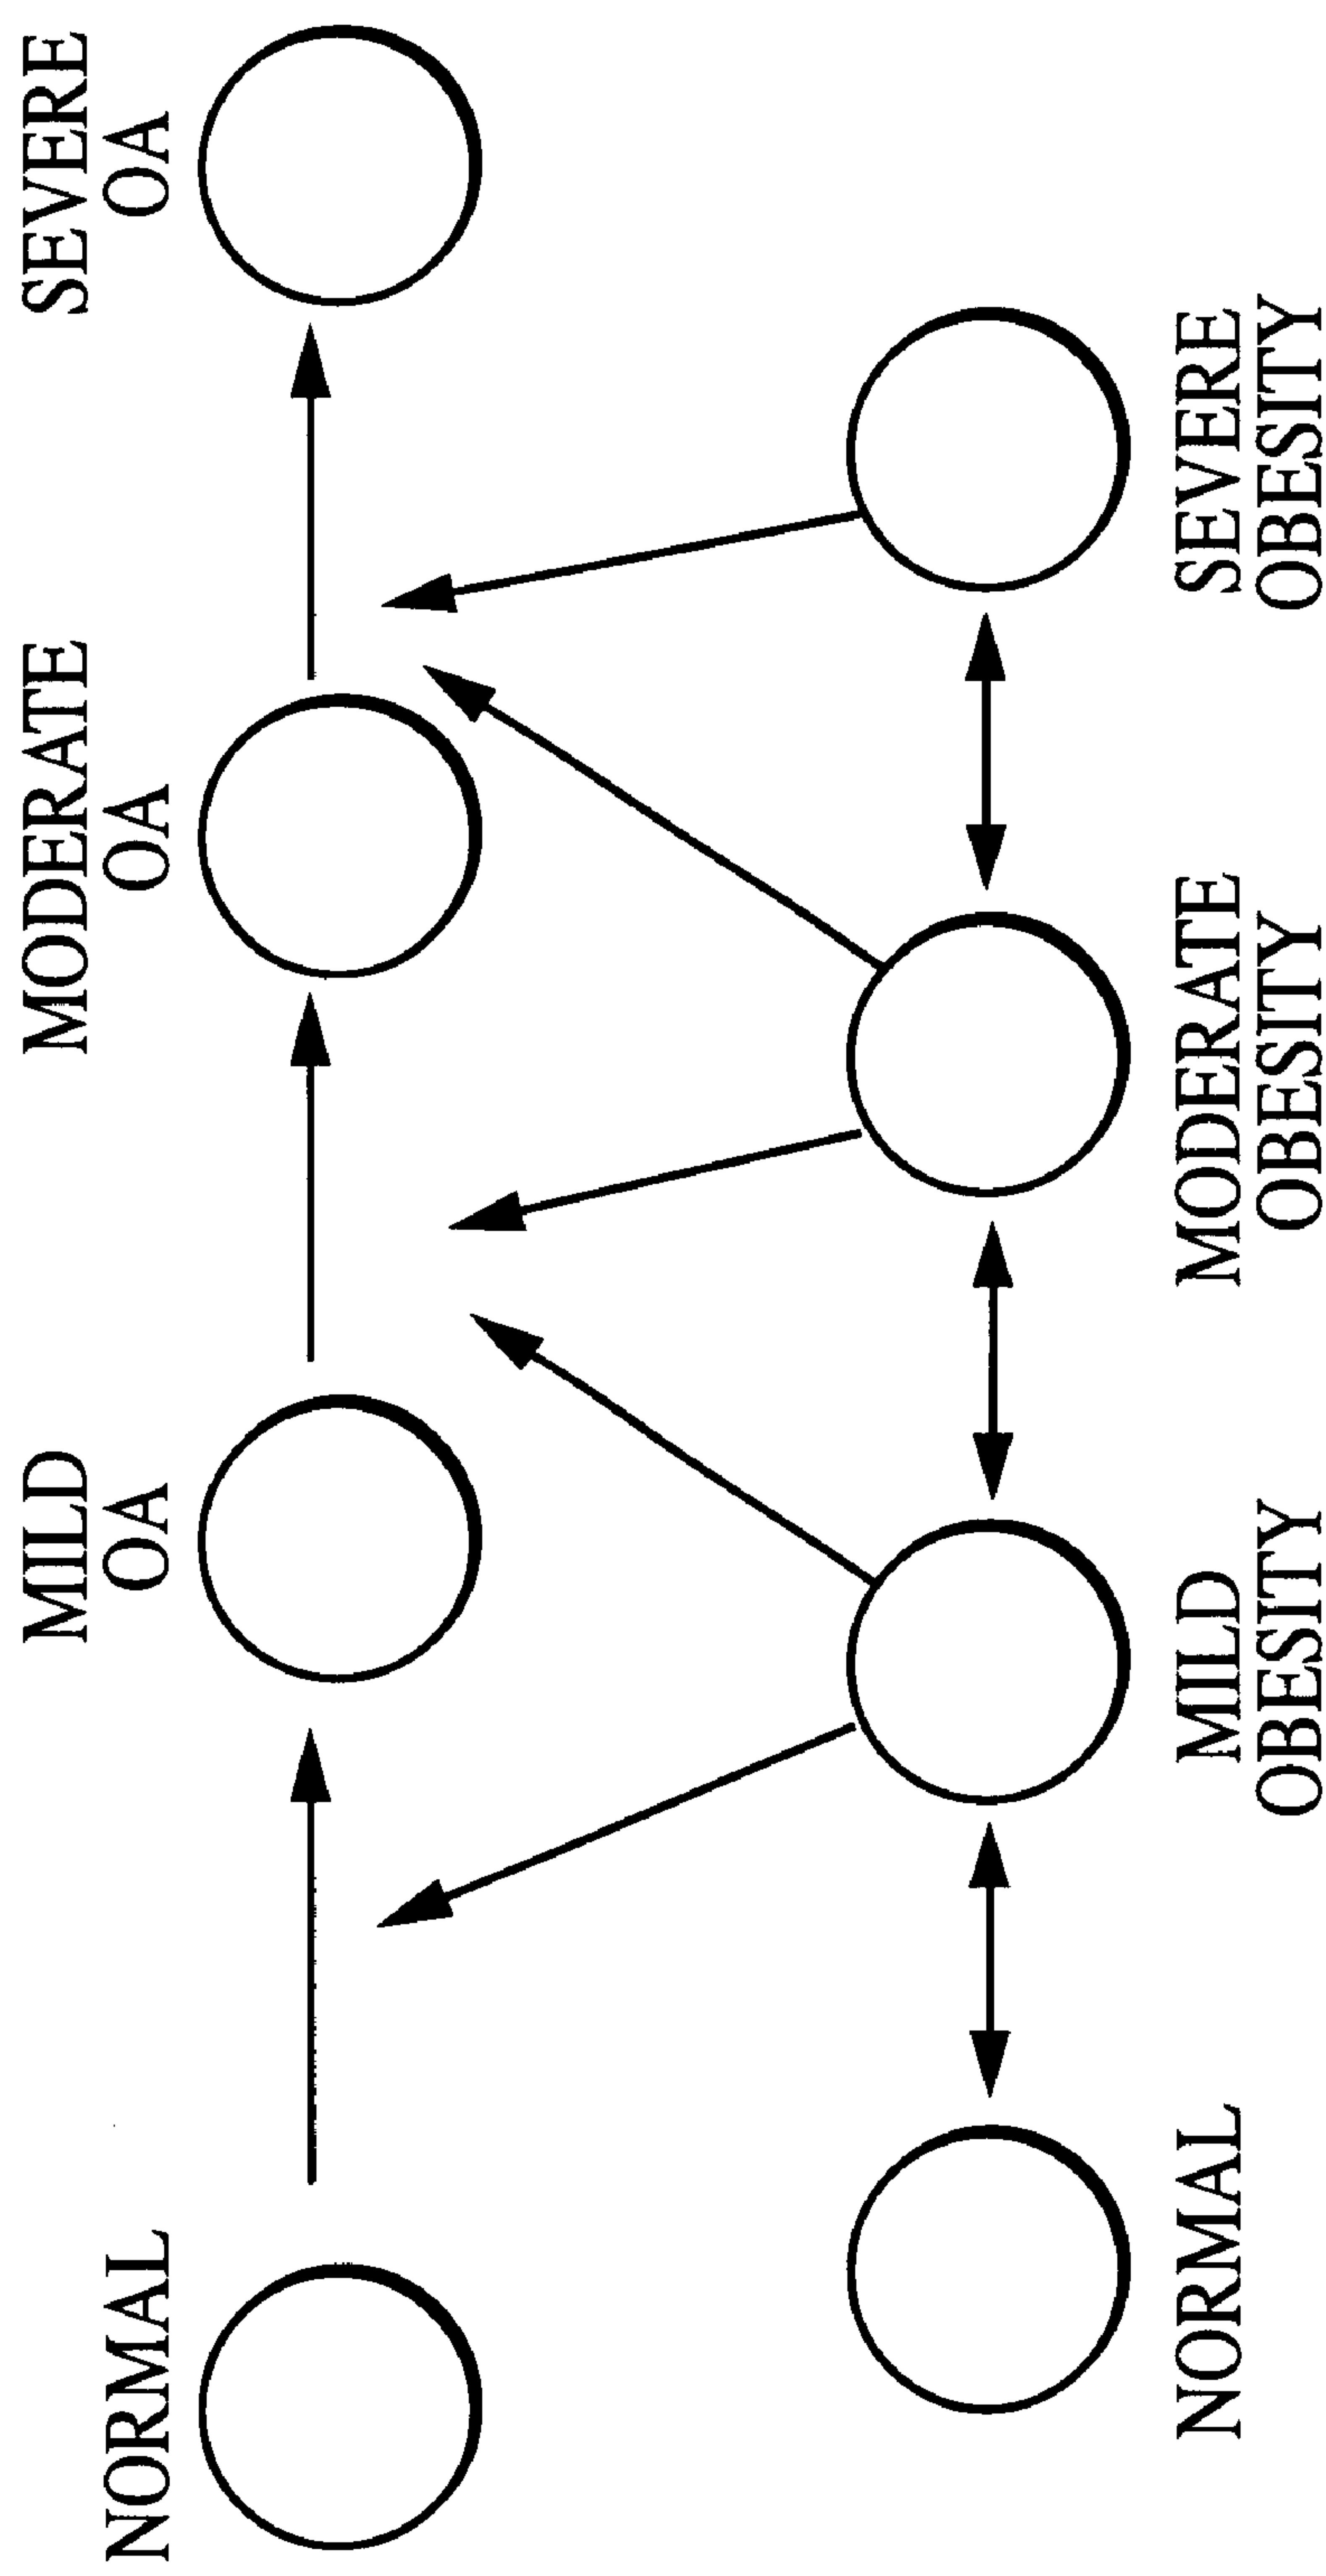 NORMAL
MILD
OA
MODERATE
OA
SEVERE
OA
NORMAL
MILD
OBESITY
MODERATE
OBESITY
SEVERE
OBESITY